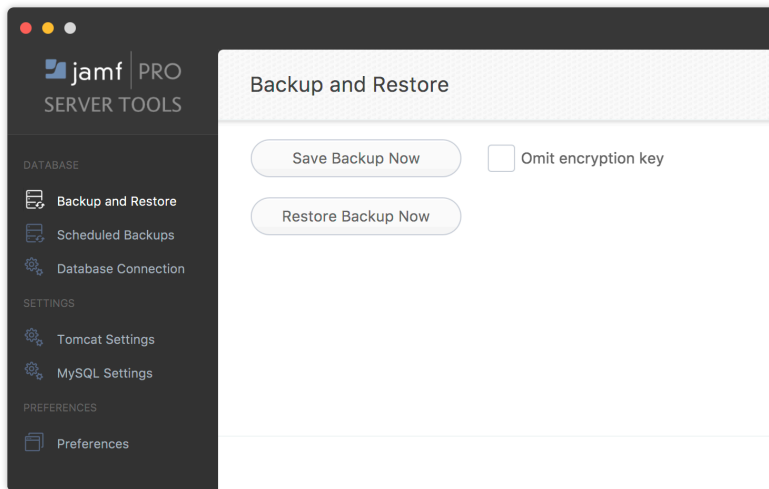 jamf PRO
SERVER TOOLS
DATABASE
Backup and Restore
Scheduled Backups
Database Connection
SETTINGS
Tomcat Settings
MySQL Settings
PREFERENCES
Preferences
Backup and Restore
Save Backup Now
Omit encryption key
Restore Backup Now